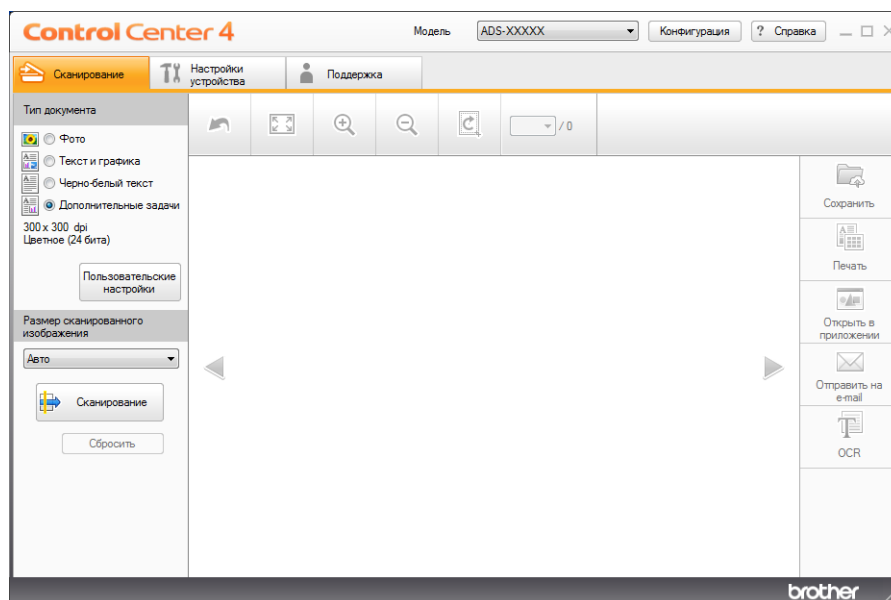 Control Center 4
Модель
ADS-XXXXX
Конфигурация
? Справка
Сканирование
Настройки
устройства
Поддержка
Тип документа
Фото
Текст и графика
Черно-белый текст
Дополнительные задачи
300 x 300 dpi
Цветное (24 бита)
Пользовательские
настройки
Размер сканированного
изображения
Авто
Сканирование
Сбросить
/ 0
Сохранить
Печать
Открыть в
приложении
Отправить на
e-mail
OCR
brother